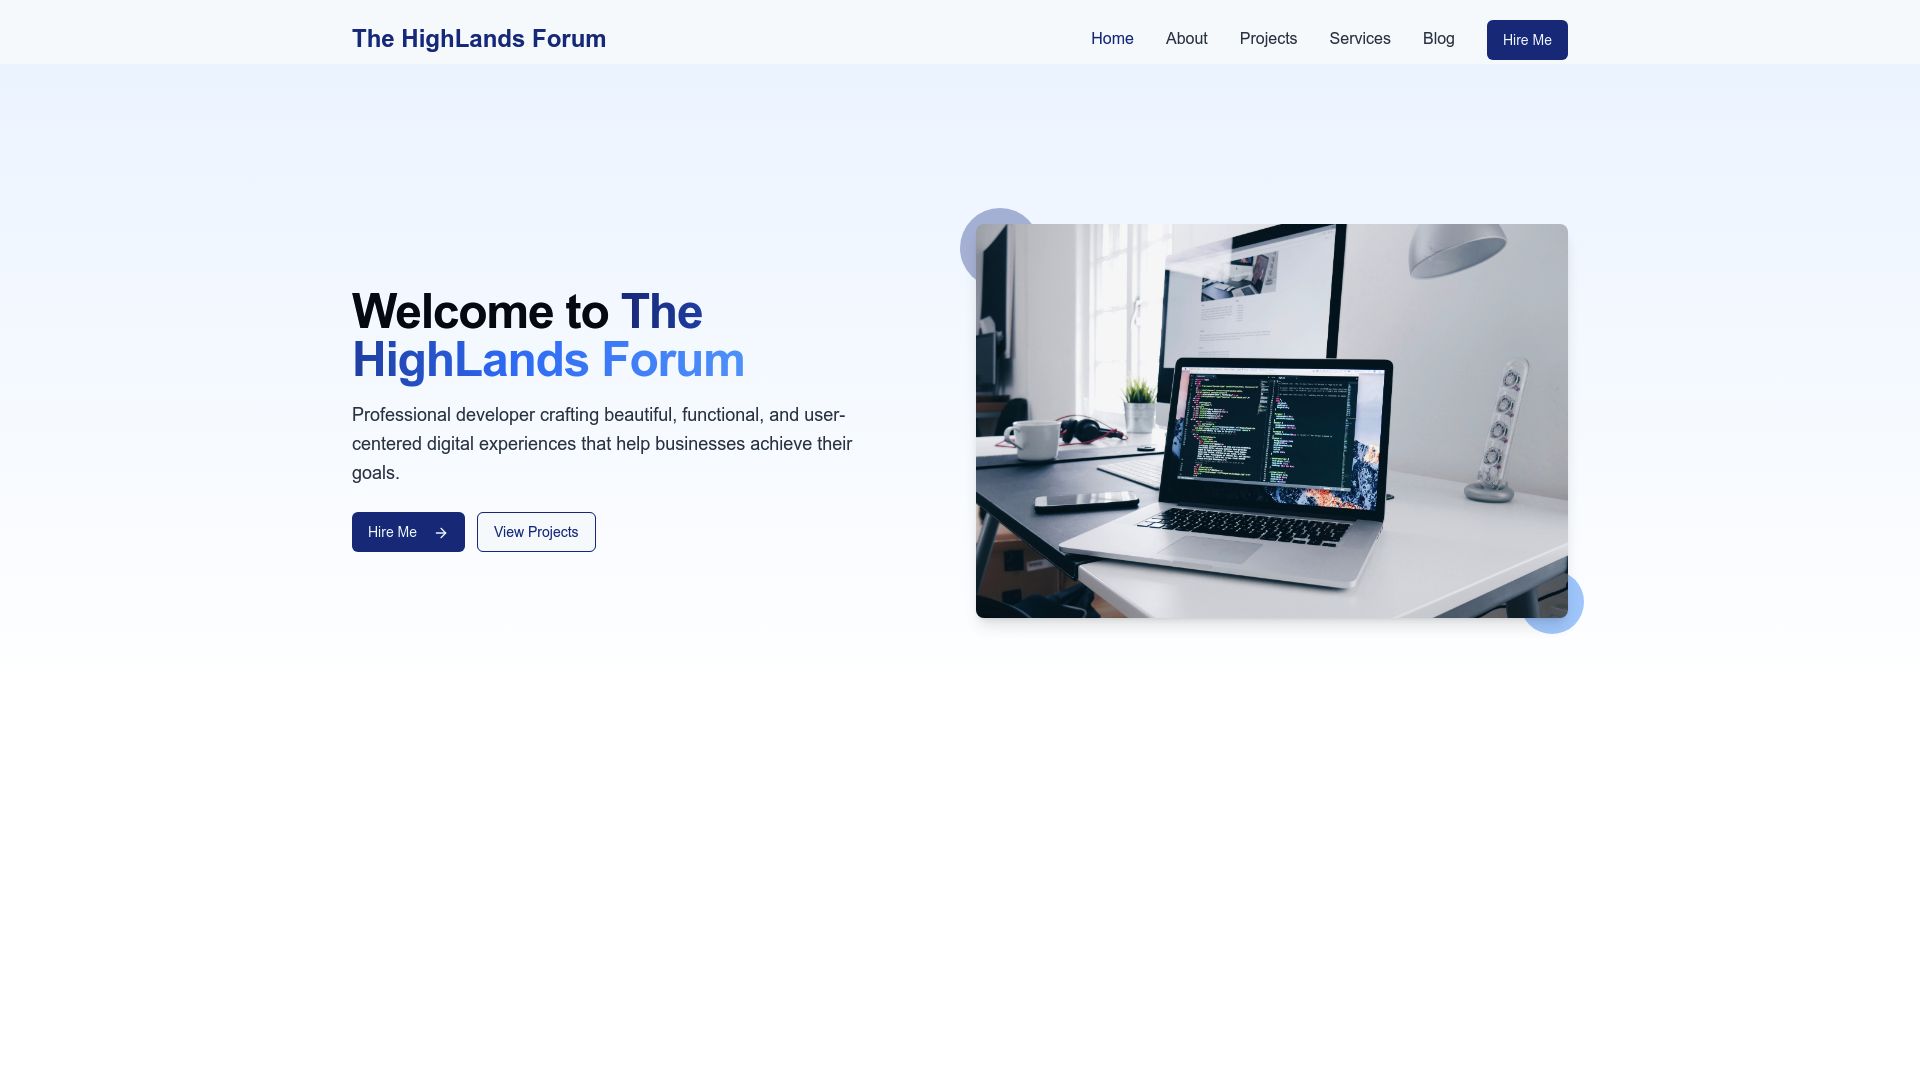 The HighLands Forum
Home
About
Projects
Services
Blog
Hire Me
Welcome to The
HighLands Forum
Professional developer crafting beautiful, functional, and user-
centered digital experiences that help businesses achieve their
goals.
Hire Me
View Projects